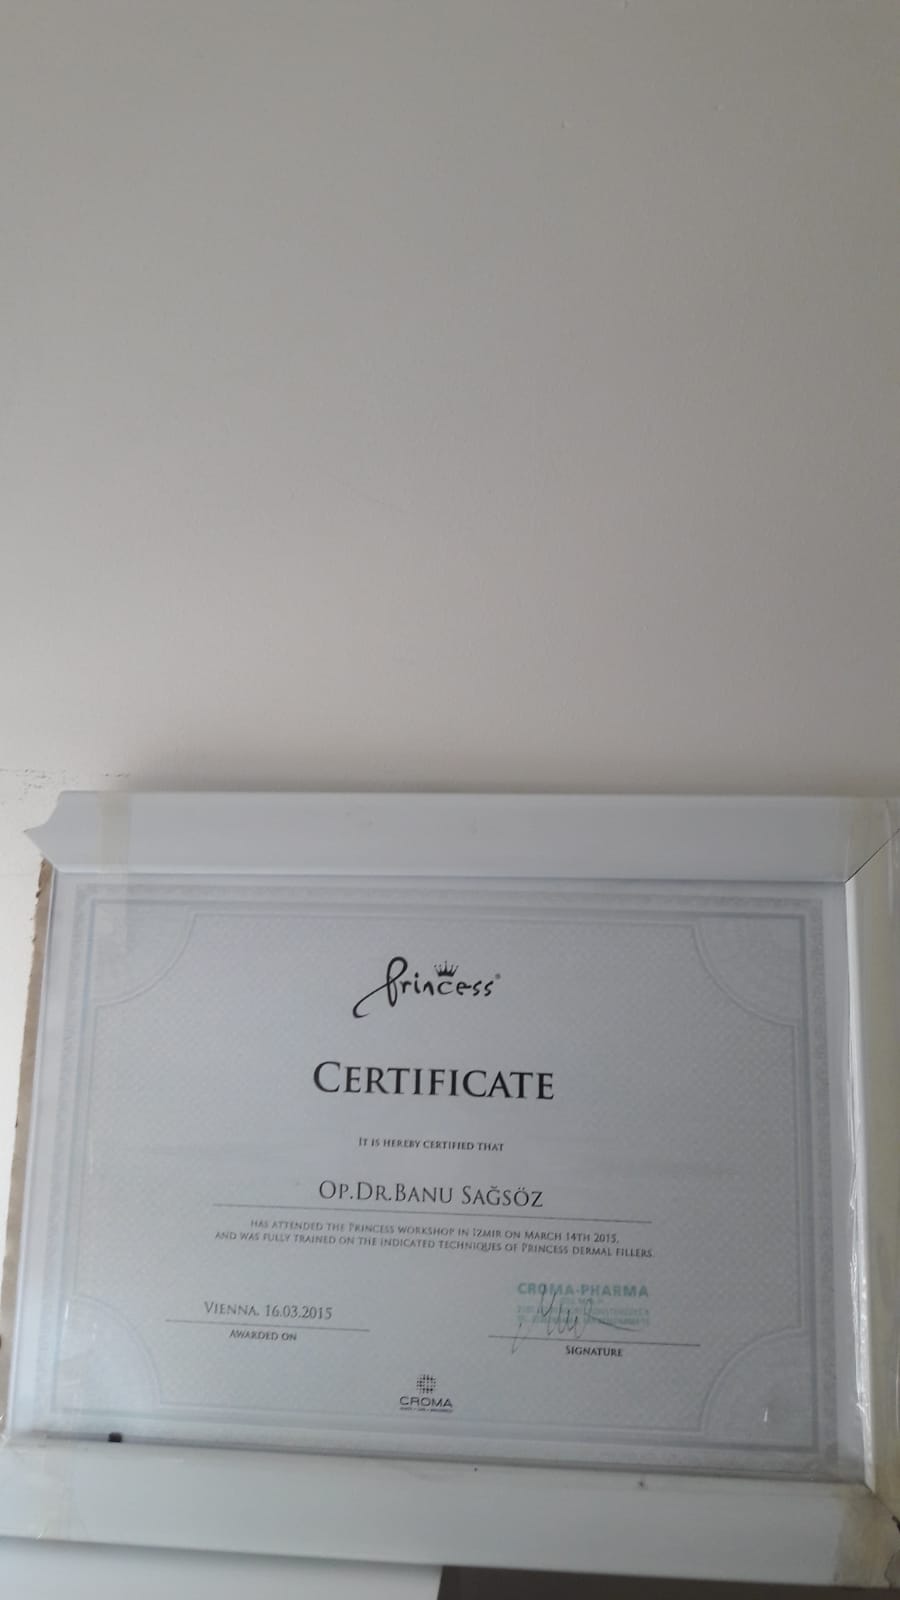 Princess®
CERTIFICATE
IT IS HEREBY CERTIFIED THAT
OP.DR.BANU SAĞSÖZ
HAS ATTENDED THE PRINCESS WORKSHOP IN IZMIR ON MARCH 14TH 2015,
AND WAS FULLY TRAINED ON THE INDICATED TECHNIQUES OF PRINCESS DERMAL FILLERS.
CROMA-PHARMA
VIENNA, 16.03.2015
AWARDED ON
SIGNATURE
CROMA